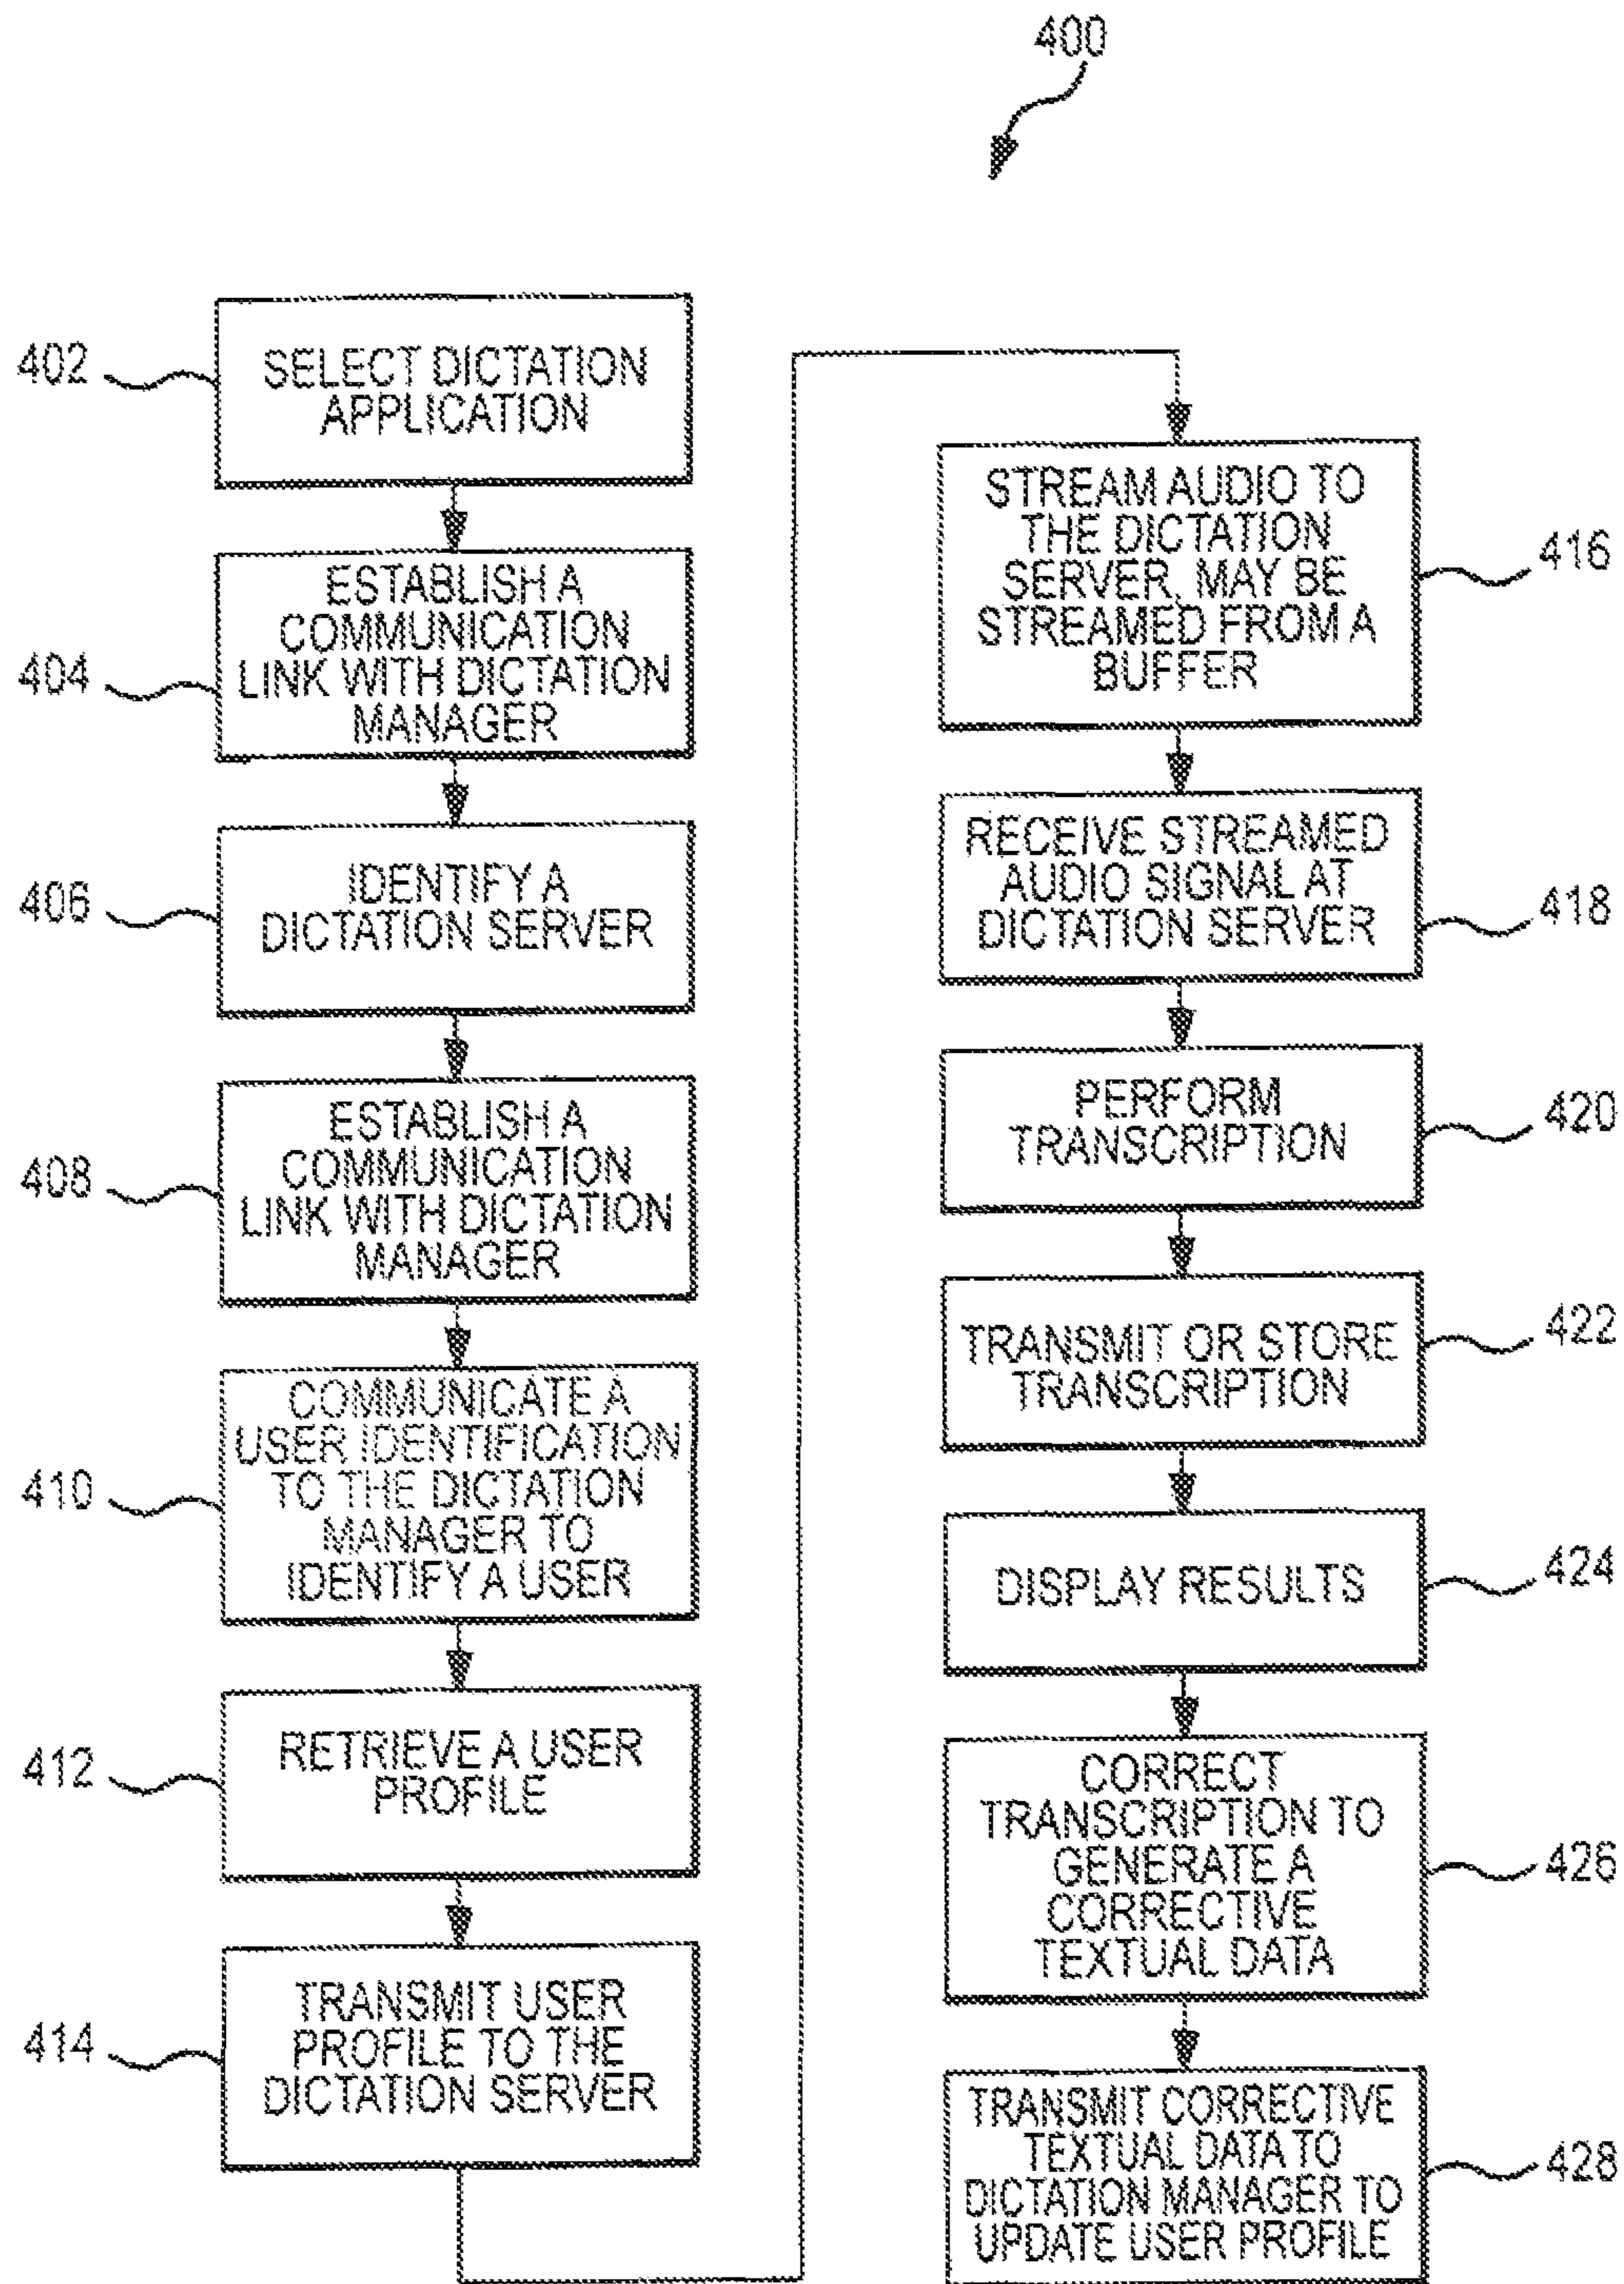 400
402
SELECT DICTATION
APPLICATION
404
ESTABLISH A
COMMUNICATION
LINK WITH DICTATION
MANAGER
406
IDENTIFY A
DICTATION SERVER
408
ESTABLISH A
COMMUNICATION
LINK WITH DICTATION
MANAGER
410
COMMUNICATE A
USER IDENTIFICATION
TO THE DICTATION
MANAGER TO
IDENTIFY A USER
412
RETRIEVE A USER
PROFILE
414
TRANSMIT USER
PROFILE TO THE
DICTATION SERVER
STREAM AUDIO TO
THE DICTATION
SERVER, MAY BE
STREAMED FROM A
BUFFER
416
RECEIVE STREAMED
AUDIO SIGNAL AT
DICTATION SERVER
418
PERFORM
TRANSCRIPTION
420
TRANSMIT OR STORE
TRANSCRIPTION
422
DISPLAY RESULTS
424
CORRECT
TRANSCRIPTION TO
GENERATE A
CORRECTIVE
TEXTUAL DATA
426
TRANSMIT CORRECTIVE
TEXTUAL DATA TO
DICTATION MANAGER TO
UPDATE USER PROFILE
428